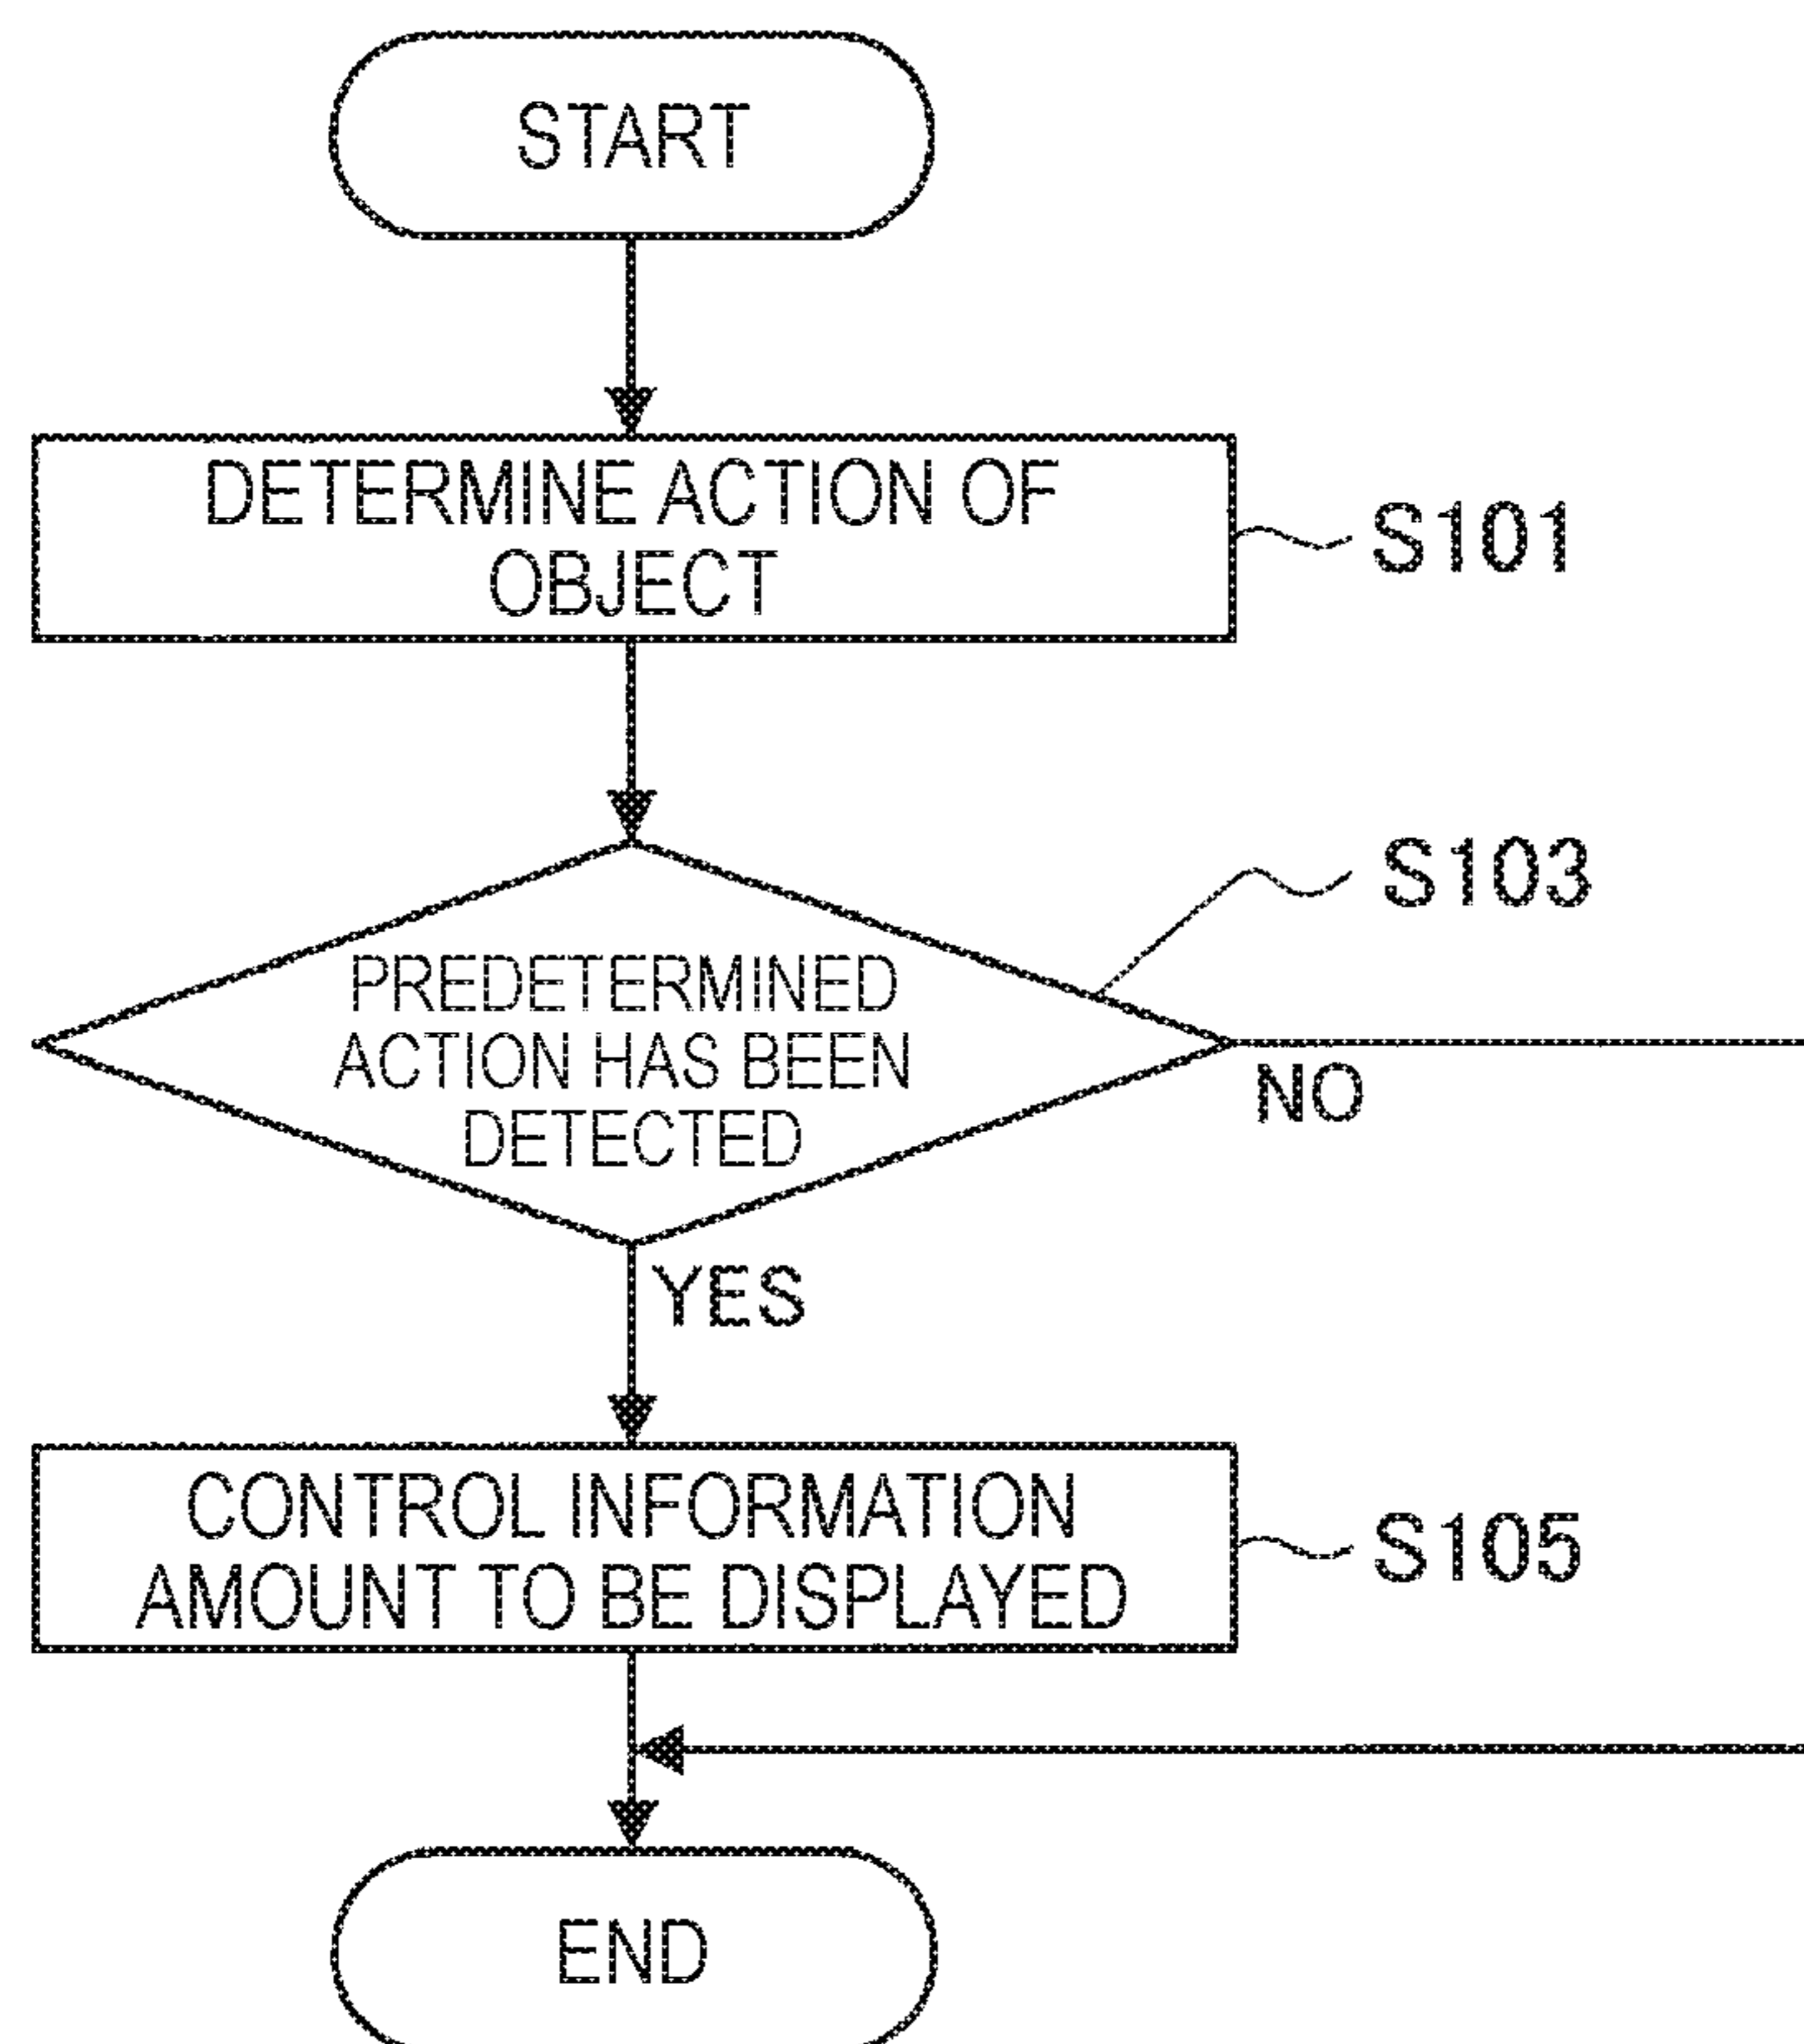 START
DETERMINE ACTION OF
OBJECT
S101
S103
PREDETERMINED
ACTION HAS BEEN
DETECTED
NO
YES
CONTROL INFORMATION
AMOUNT TO BE DISPLAYED
S105
END